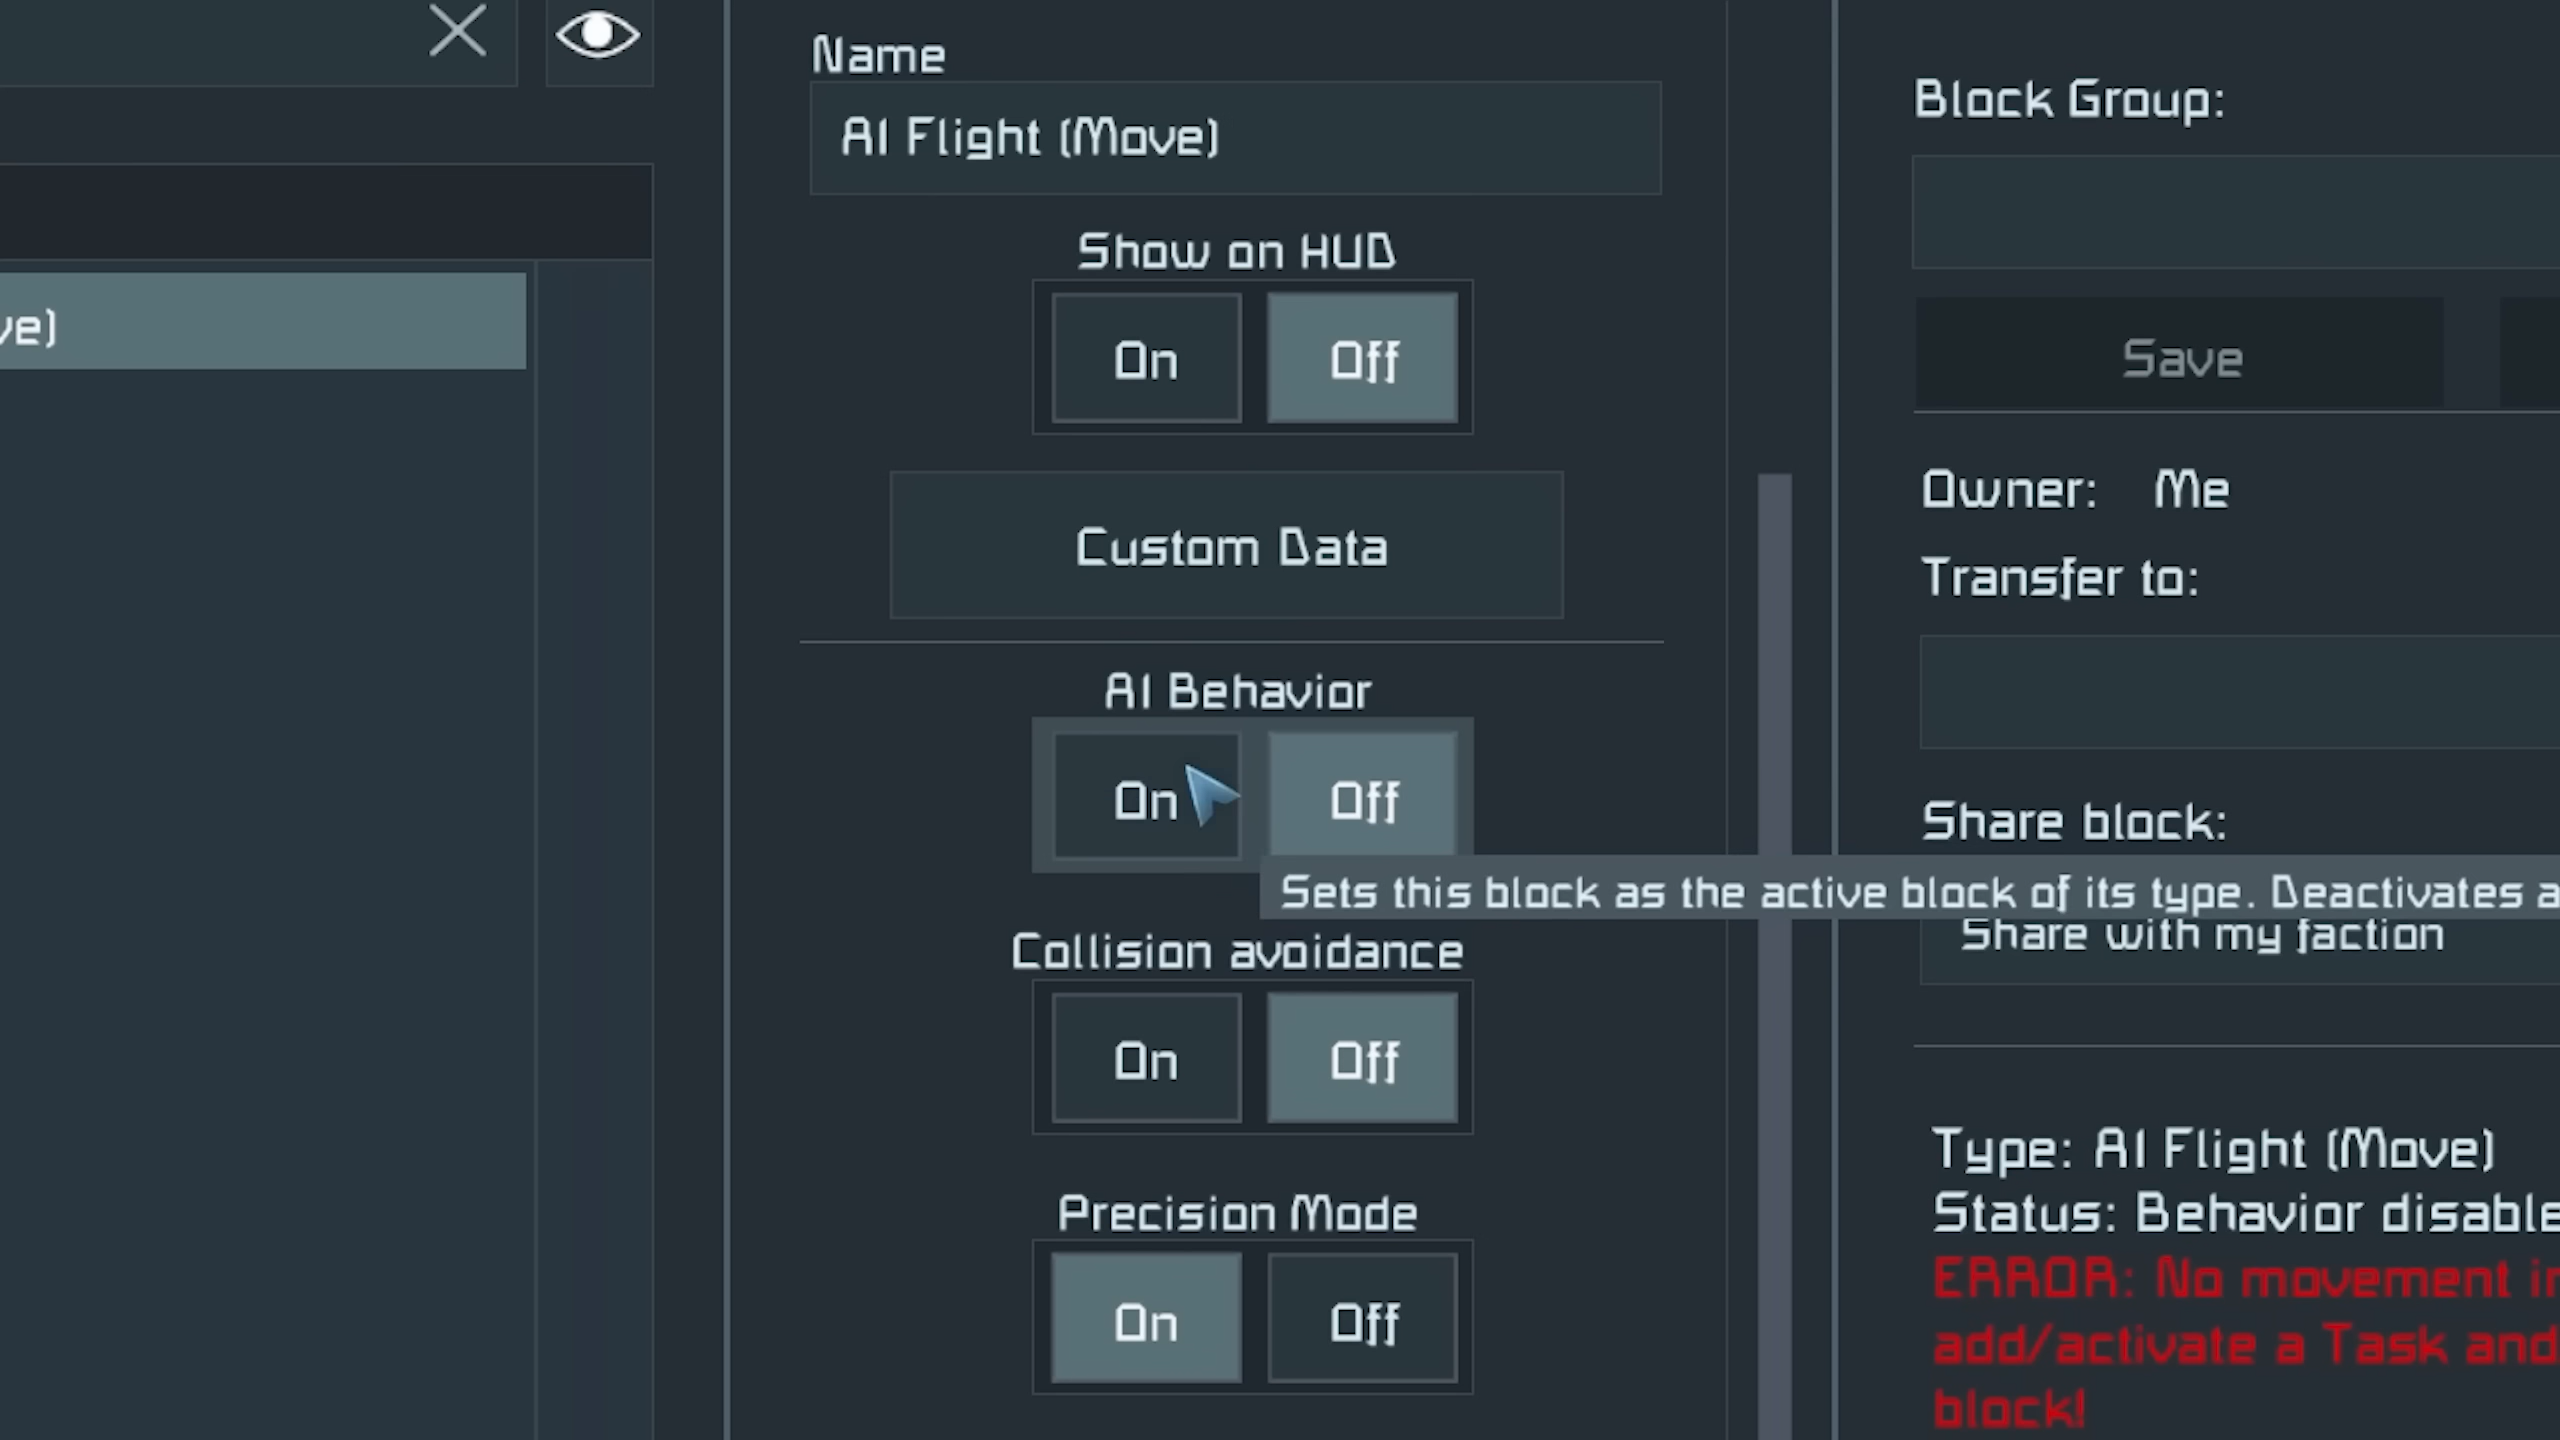 Name
AI Flight (Move)
Show on HUD
On Off
Custom Data
AI Behavior
On Off
Sets this block as the active block of its type. Deactivates
Collision avoidance
On Off
Precision Mode
On Off
Block Group:
Save
Owner: Me
Transfer to:
Share block:
Share with my faction
Type: AI Flight (Move)
Status: Behavior
ERROR: No movement
add/activate a Task and
block!